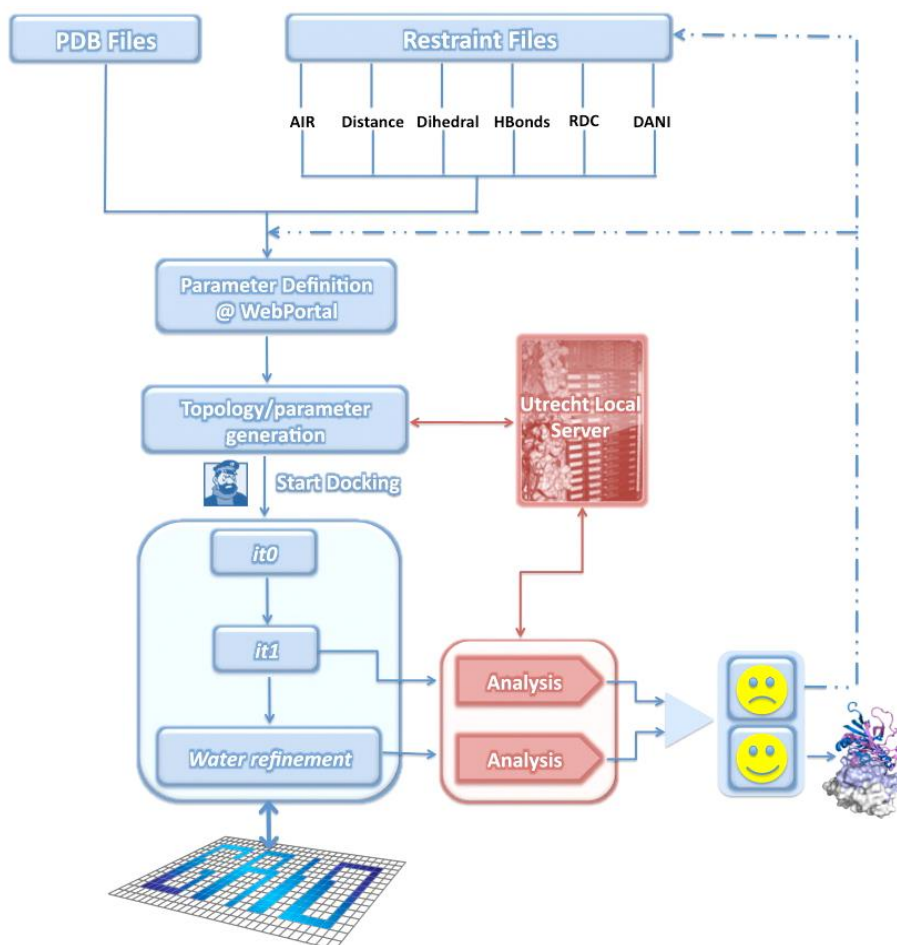 PDB Files
Restraint Files
AIR Distance Dihedral HBonds RDC DANI
Parameter Definition
@ WebPortal
Topology/parameter
generation
Utrecht Local
Server
Start Docking
it0
it1
Analysis
Water refinement
Analysis
GRID